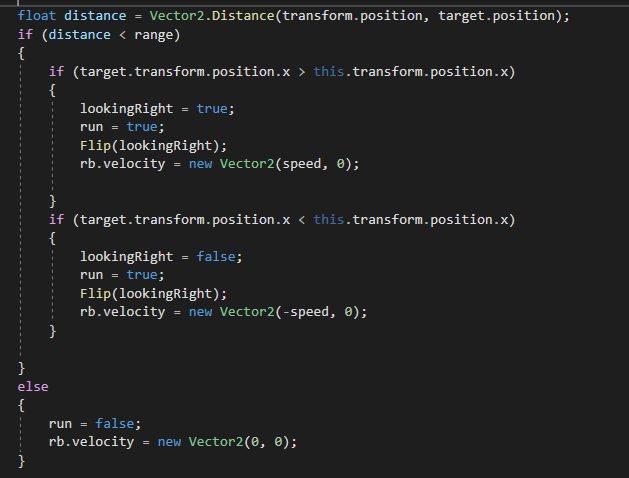 float distance = Vector2.Distance(transform.position, target.position);
if (distance < range)
{
if (target.transform.position.x > this.transform.position.x)
{
lookingRight = true;
run = true;
Flip(lookingRight);
rb.velocity = new Vector2(speed, 0);
}
if (target.transform.position.x < this.transform.position.x)
{
lookingRight = false;
run = true;
Flip(lookingRight);
rb.velocity = new Vector2(-speed, 0);
}
}
else
{
run = false;
rb.velocity = new Vector2(0, 0);
}